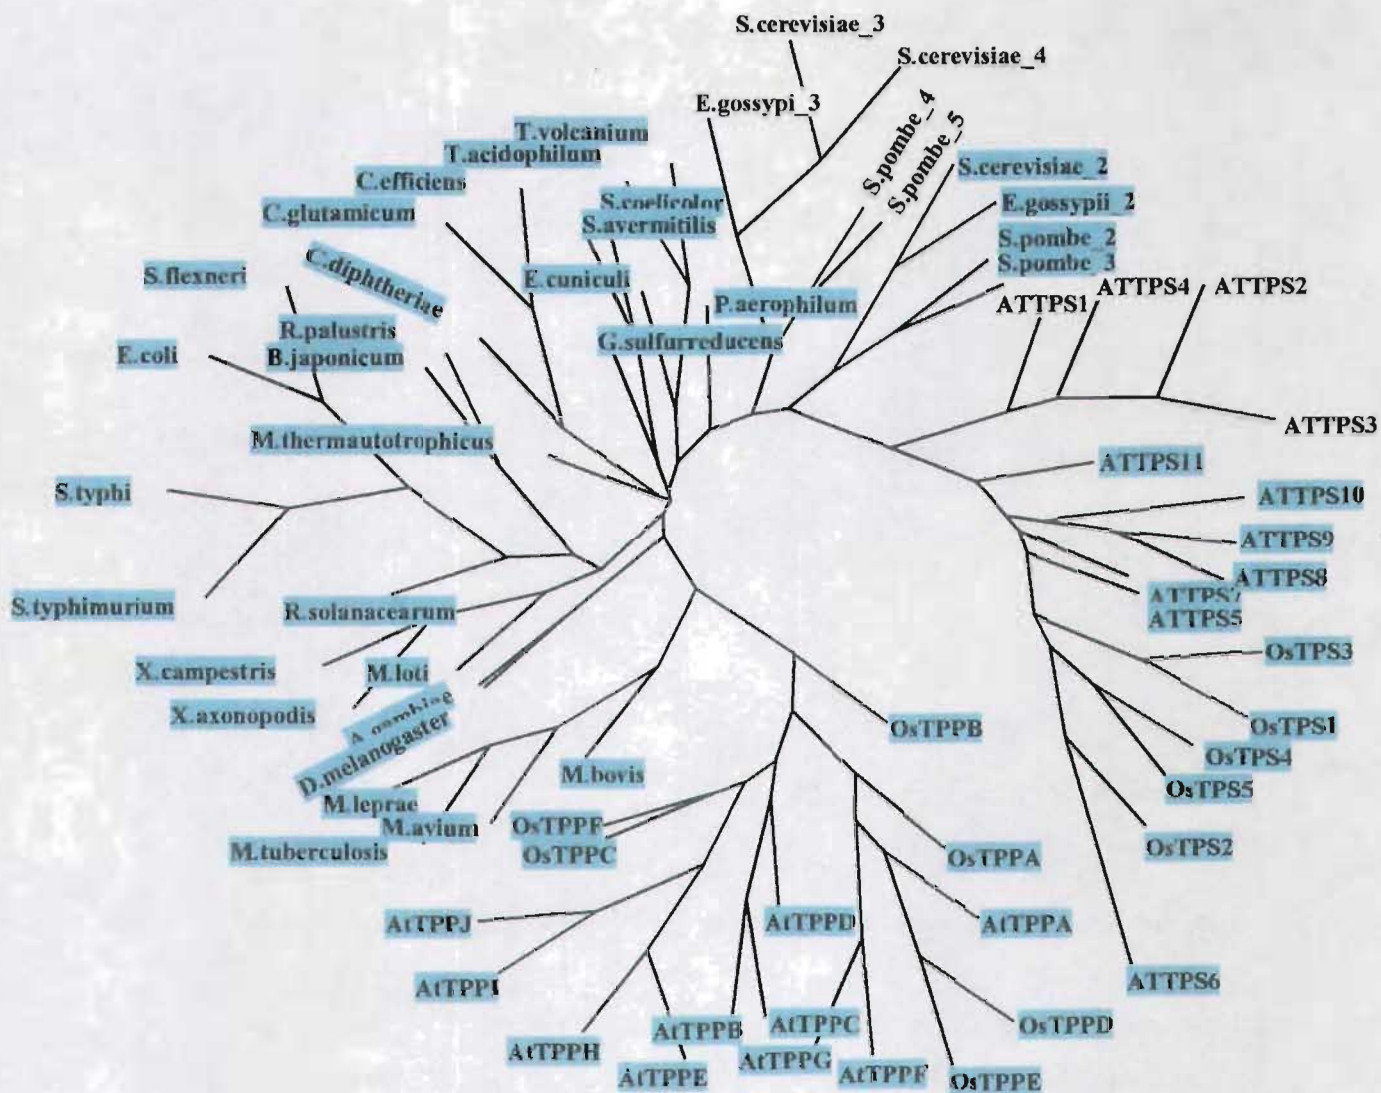 S.cerevisiae_3
S.cerevisiae_4
E.gossypi_3
S.pombe_4
S.pombe_5
T.volcanium
T.acidophilum
C.efficiens
C.glutamicum
S.coelicolor
S.avermitilis
S.cerevisiae_2
E.gossypii_2
S.pombe_2
S.pombe_3
S.flexneri
C.diphtheriae
E.cuniculi
P.aerophilum
ATTPS1
ATTPS4
ATTPS2
E.coli
R.palustris
B.japonicum
G.sulfurreducens
ATTPS3
M.thermautotrophicus
ATTPS11
S.typhi
ATTPS10
ATTPS9
ATTPS8
ATTPS7
ATTPS5
S.typhimurium
R.solanacearum
OsTPS3
X.campestris
M.loti
X.axonopodis
A.gambiae
D.melanogaster
OsTPPB
OsTPS1
OsTPS4
OsTPS5
M.bovis
M.leprae
M.avium
M.tuberculosis
OsTPPF
OsTPPC
OsTPPA
OsTPS2
AtTPPJ
AtTPPD
AtTPPA
AtTPPI
ATTPS6
AtTPPH
AtTPPB
AtTPPC
OsTPPD
AtTPPE
AtTPPG
AtTPPF
OsTPPE